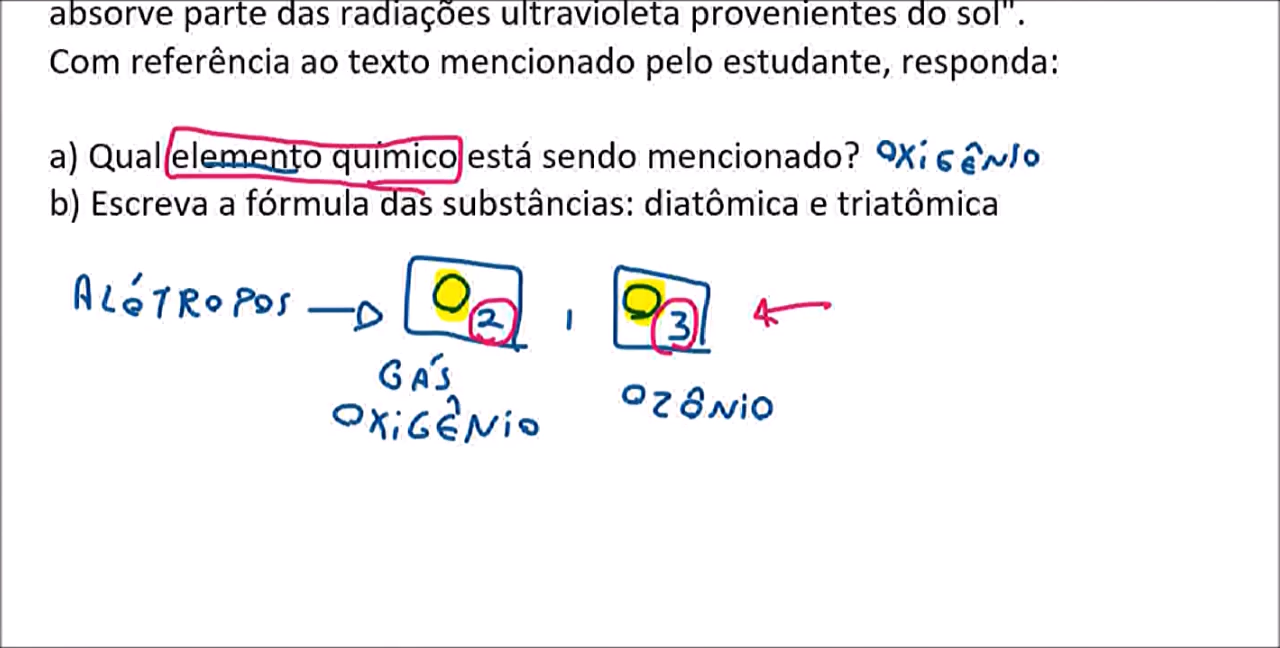 absorve parte das radiações ultravioleta provenientes do sol".
Com referência ao texto mencionado pelo estudante, responda:
a) Qual elemento químico está sendo mencionado? OXiGÊNIO
b) Escreva a fórmula das substâncias: diatômica e triatômica
ALÓTROPOS → O2 , O3 ←
GÁS OZÔNiO
OXiGÊNio